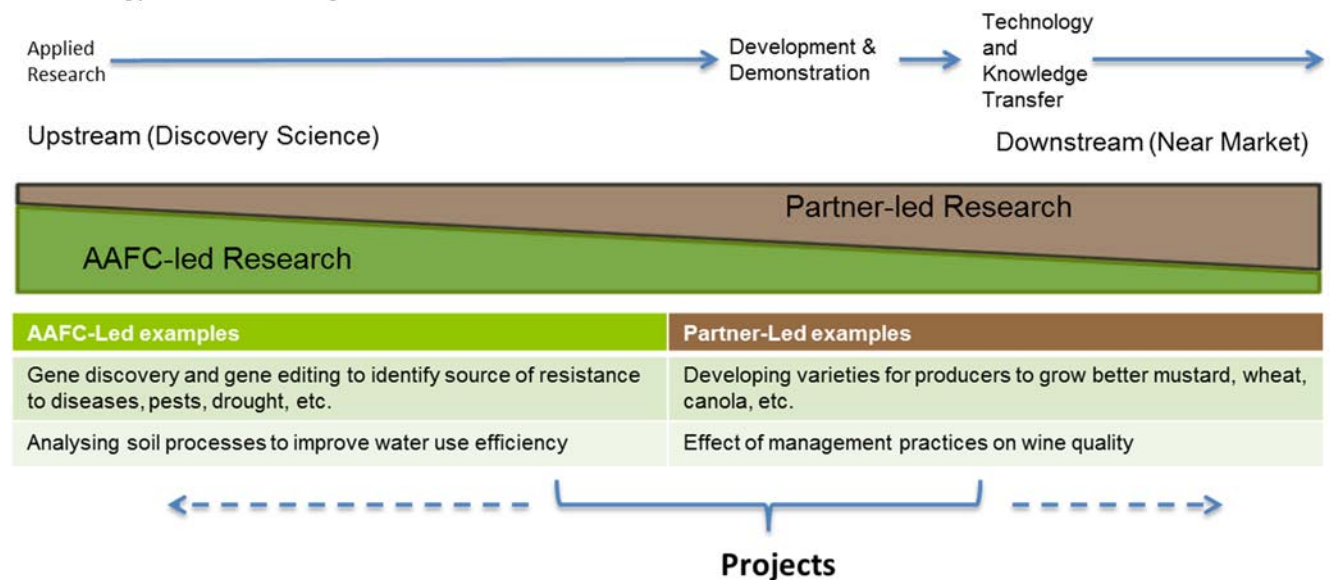 Applied
Research
Development &
Demonstration
Technology
and
Knowledge
Transfer
Upstream (Discovery Science)
Downstream (Near Market)
Partner-led Research
AAFC-led Research
AAFC-Led examples
Partner-Led examples
Gene discovery and gene editing to identify source of resistance
to diseases, pests, drought, etc.
Developing varieties for producers to grow better mustard, wheat,
canola, etc.
Analysing soil processes to improve water use efficiency
Effect of management practices on wine quality
Projects